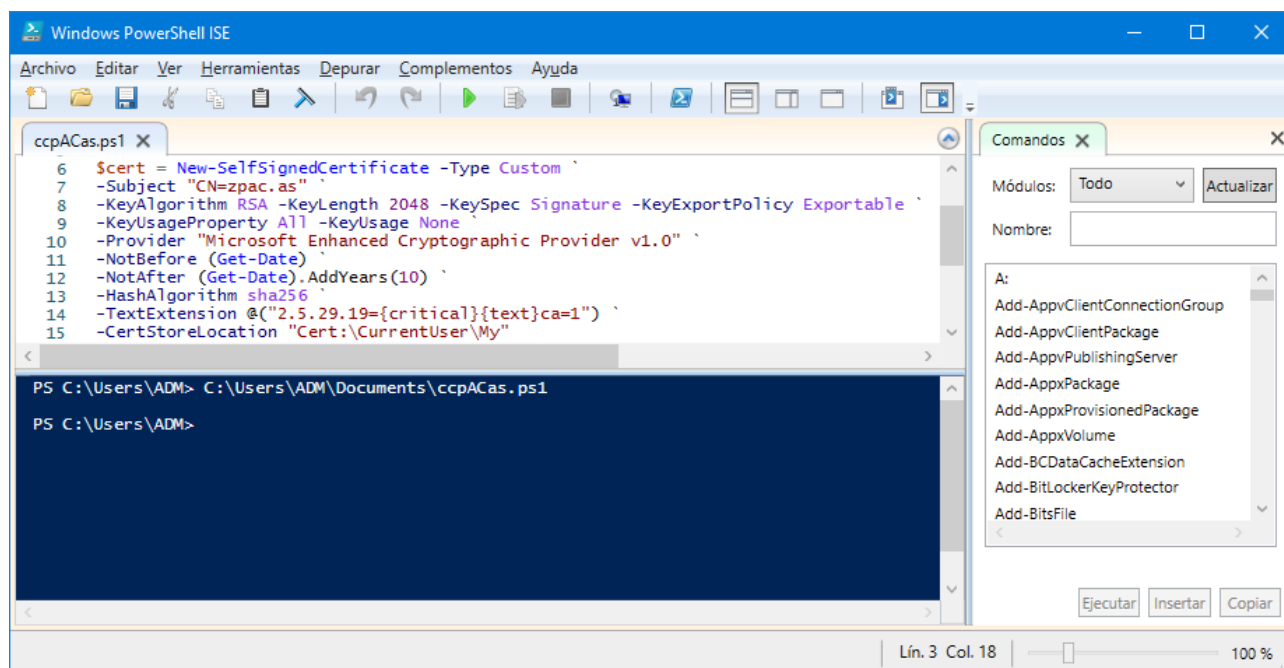 Windows PowerShell ISE
Archivo Editar Ver Herramientas Depurar Complementos Ayuda
ccpACas.ps1
6 $cert = New-SelfSignedCertificate -Type Custom `
7 -Subject "CN=zpac.as" `
8 -KeyAlgorithm RSA -KeyLength 2048 -KeySpec Signature -KeyExportPolicy Exportable `
9 -KeyUsageProperty All -KeyUsage None `
10 -Provider "Microsoft Enhanced Cryptographic Provider v1.0" `
11 -NotBefore (Get-Date) `
12 -NotAfter (Get-Date).AddYears(10) `
13 -HashAlgorithm sha256 `
14 -TextExtension @("2.5.29.19={critical}{text}ca=1") `
15 -CertStoreLocation "Cert:\CurrentUser\My"
PS C:\Users\ADM> C:\Users\ADM\Documents\ccpACas.ps1
PS C:\Users\ADM>
Comandos
Módulos: Todo Actualizar
Nombre:
A:
Add-AppvClientConnectionGroup
Add-AppvClientPackage
Add-AppvPublishingServer
Add-AppxPackage
Add-AppxProvisionedPackage
Add-AppxVolume
Add-BCDataCacheExtension
Add-BitLockerKeyProtector
Add-BitsFile
Ejecutar Insertar Copiar
Lín. 3 Col. 18 100 %